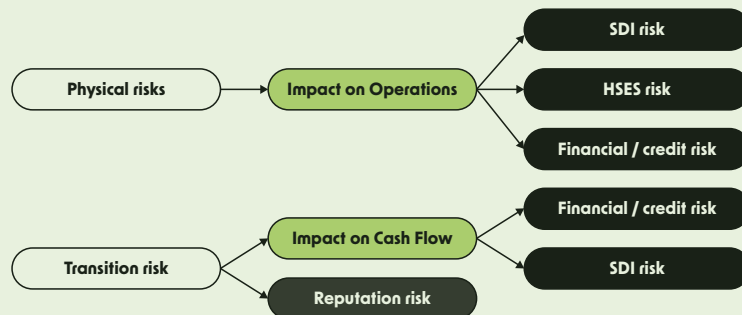 SDI risk
Physical risks
Impact on Operations
HSES risk
Financial / credit risk
Financial / credit risk
Impact on Cash Flow
Transition risk
SDI risk
Reputation risk